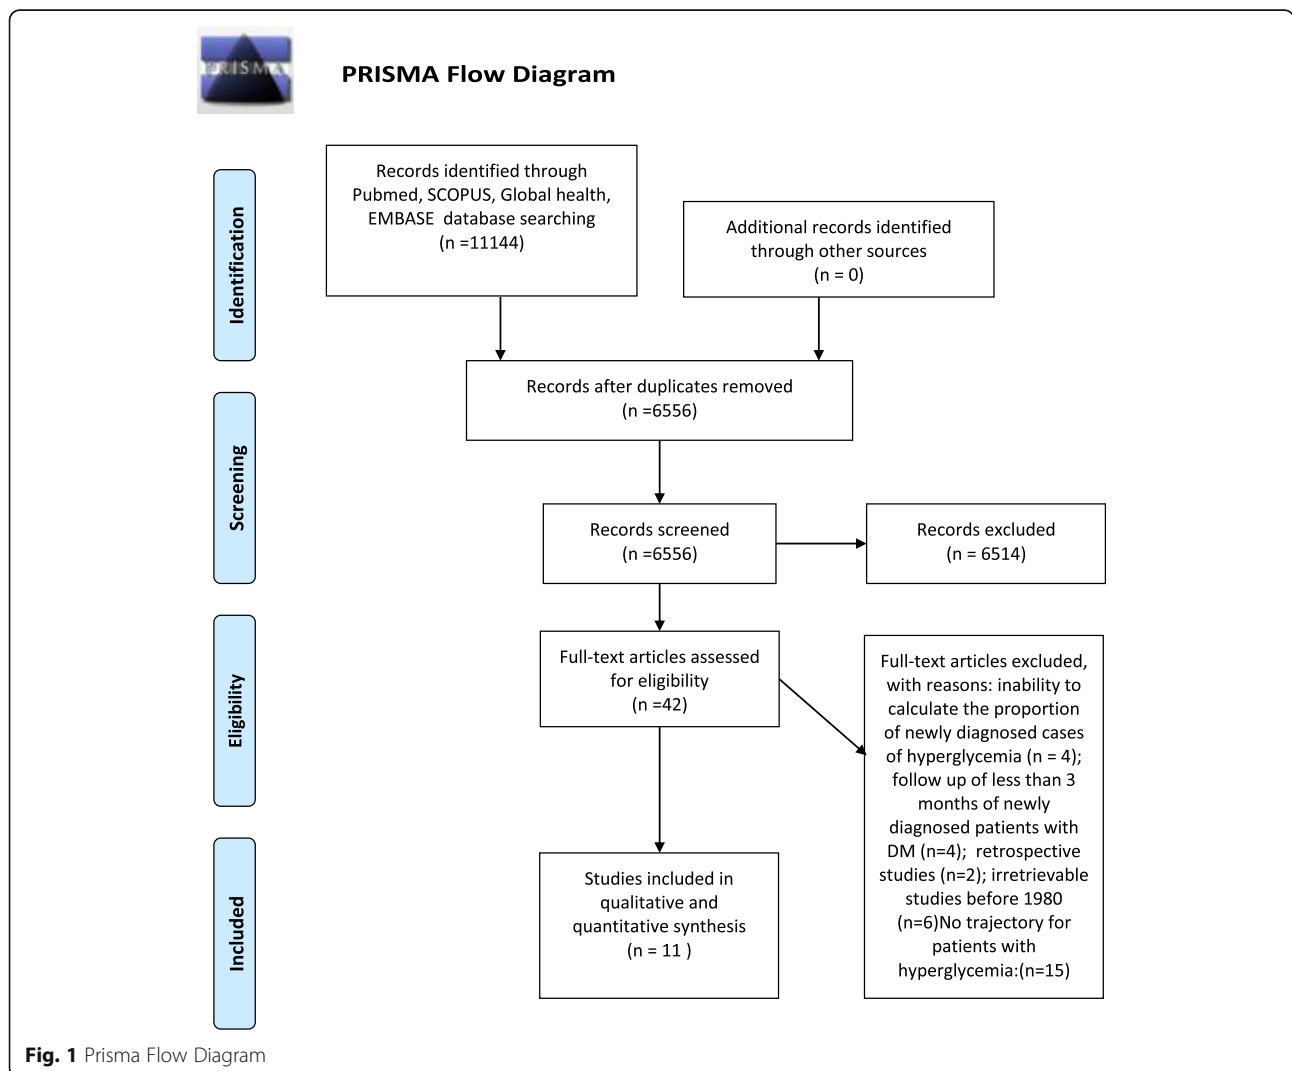 PRISMA
PRISMA Flow Diagram
Identification
Records identified through
Pubmed, SCOPUS, Global health,
EMBASE database searching
(n =11144)
Additional records identified
through other sources
(n = 0)
Records after duplicates removed
(n =6556)
Screening
Records screened
(n =6556)
Records excluded
(n = 6514)
Eligibility
Full-text articles assessed
for eligibility
(n =42)
Full-text articles excluded,
with reasons: inability to
calculate the proportion
of newly diagnosed cases
of hyperglycemia (n = 4);
follow up of less than 3
months of newly
diagnosed patients with
DM (n=4); retrospective
studies (n=2); irretrievable
studies before 1980
(n=6)No trajectory for
patients with
hyperglycemia:(n=15)
Included
Studies included in
qualitative and
quantitative synthesis
(n = 11 )
Fig. 1 Prisma Flow Diagram